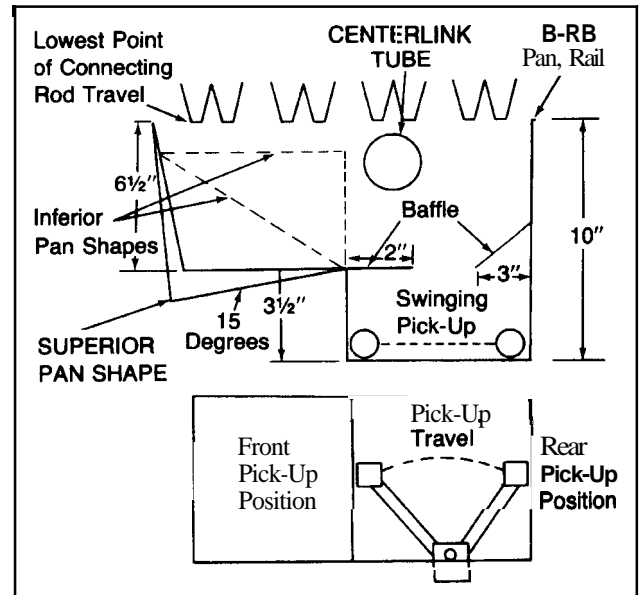 Lowest Point
of Connecting
Rod Travel
CENTERLINK
TUBE
B-RB
Pan, Rail
6½"
Inferior
Pan Shapes
Baffle
2"
10"
3"
3½"
Swinging
Pick-Up
15
Degrees
SUPERIOR
PAN SHAPE
Front
Pick-Up
Position
Pick-Up
Travel
Rear
Pick-Up
Position